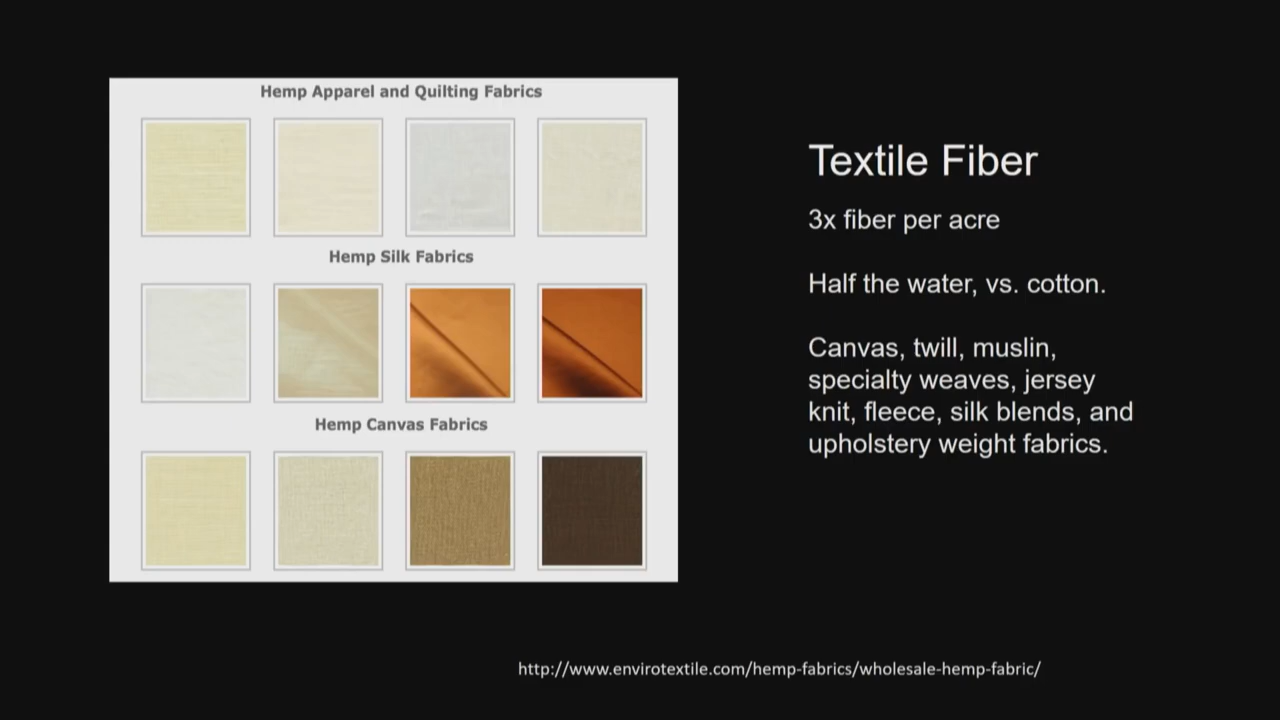 Hemp Apparel and Quilting Fabrics
Hemp Silk Fabrics
Hemp Canvas Fabrics
Textile Fiber
3x fiber per acre
Half the water, vs. cotton.
Canvas, twill, muslin,
specialty weaves, jersey
knit, fleece, silk blends, and
upholstery weight fabrics.
http://www.envirotextile.com/hemp-fabrics/wholesale-hemp-fabric/